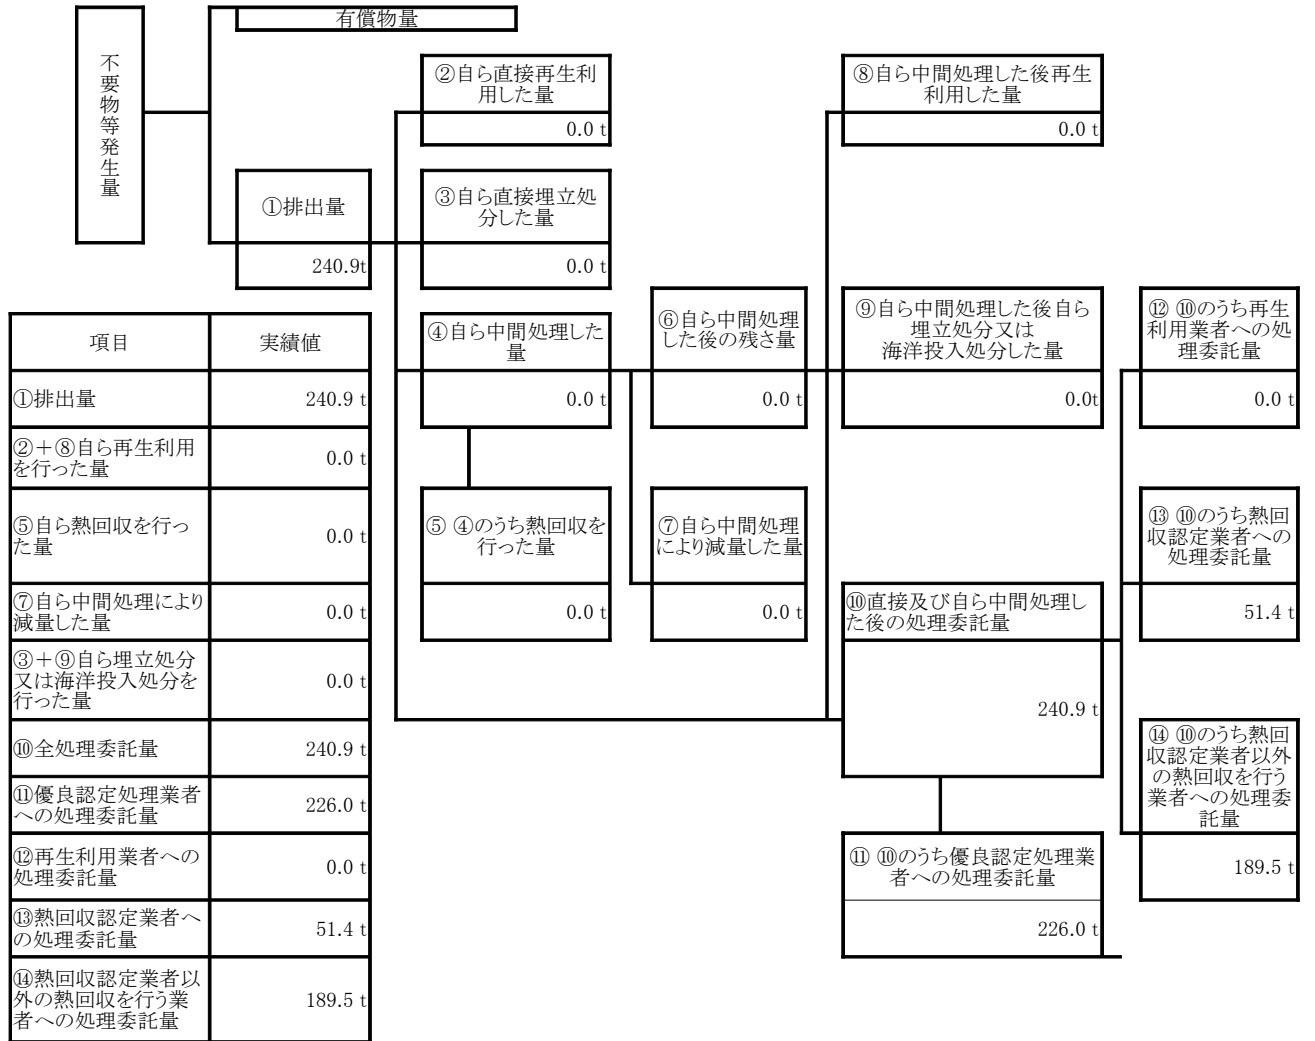 有償物量
不要物等発生量
②自ら直接再生利
用した量
0.0 t
⑧自ら中間処理した後再生
利用した量
0.0 t
①排出量
240.9t
③自ら直接埋立処
分した量
0.0 t
④自ら中間処理した
量
0.0 t
⑥自ら中間処理
した後の残さ量
0.0 t
⑨自ら中間処理した後自ら
埋立処分又は
海洋投入処分した量
0.0t
⑫ ⑩のうち再生
利用業者への処
理委託量
0.0 t
⑤ ④のうち熱回収を
行った量
0.0 t
⑦自ら中間処理
により減量した量
0.0 t
⑬ ⑩のうち熱回
収認定業者への
処理委託量
51.4 t
⑩直接及び自ら中間処理し
た後の処理委託量
240.9 t
⑭ ⑩のうち熱回
収認定業者以外
の熱回収を行う
業者への処理委
託量
189.5 t
⑪ ⑩のうち優良認定処理業
者への処理委託量
226.0 t
項目 実績値
①排出量 240.9 t
②＋⑧自ら再生利用
を行った量 0.0 t
⑤自ら熱回収を行っ
た量 0.0 t
⑦自ら中間処理により
減量した量 0.0 t
③＋⑨自ら埋立処分
又は海洋投入処分を
行った量 0.0 t
⑩全処理委託量 240.9 t
⑪優良認定処理業者
への処理委託量 226.0 t
⑫再生利用業者への
処理委託量 0.0 t
⑬熱回収認定業者へ
の処理委託量 51.4 t
⑭熱回収認定業者以
外の熱回収を行う業
者への処理委託量 189.5 t